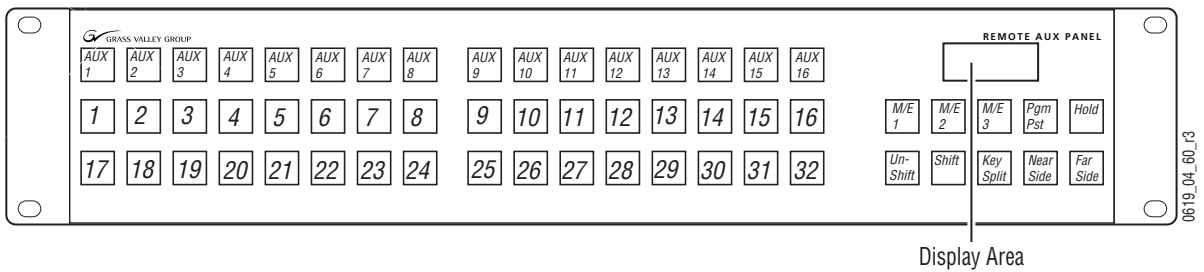 GRASS VALLEY GROUP
REMOTE AUX PANEL
AUX 1 AUX 2 AUX 3 AUX 4 AUX 5 AUX 6 AUX 7 AUX 8 AUX 9 AUX 10 AUX 11 AUX 12 AUX 13 AUX 14 AUX 15 AUX 16
1 2 3 4 5 6 7 8 9 10 11 12 13 14 15 16
M/E 1 M/E 2 M/E 3 Pgm Pst Hold
17 18 19 20 21 22 23 24 25 26 27 28 29 30 31 32
Un-Shift Shift Key Split Near Side Far Side
0619_04_60_r3
Display Area